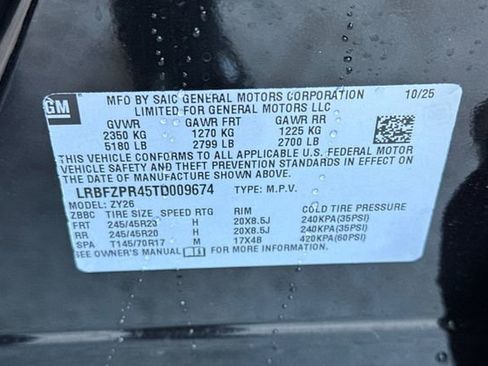 GM
MFD BY SAIC GENERAL MOTORS CORPORATION 10/25
LIMITED FOR GENERAL MOTORS LLC
GVWR GAWR FRT GAWR RR
2350 KG 1270 KG 1225 KG
5180 LB 2799 LB 2700 LB
THIS VEHICLE CONFORMS TO ALL APPLICABLE U.S. FEDERAL MOTOR
VEHICLE SAFETY AND THEFT PREVENTION STANDARDS IN EFFECT ON
THE DATE OF MANUFACTURE SHOWN ABOVE.
LRBFZPR45TD009674 TYPE: M.P.V.
MODEL: ZY26
ZBBC TIRE SIZE SPEED RTG RIM COLD TIRE PRESSURE
FRT 245/45R20 H 20X8.5J 240KPA(35PSI)
RR 245/45R20 H 20X8.5J 240KPA(35PSI)
SPA T145/70R17 M 17X4B 420KPA(60PSI)
SEE OWNER'S MANUAL FOR ADDITIONAL INFORMATION